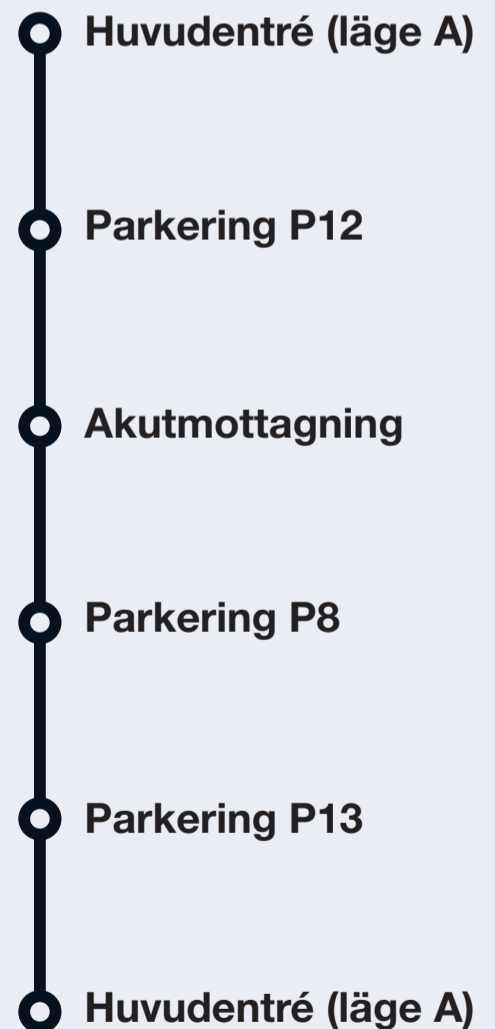 Huvudentré (läge A)
Parkering P12
Akutmottagning
Parkering P8
Parkering P13
Huvudentré (läge A)